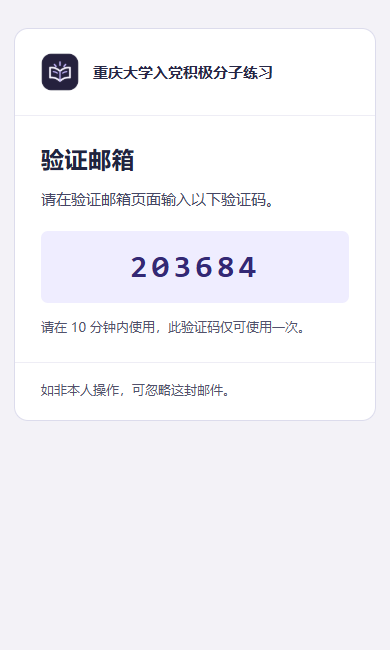 重庆大学入党积极分子练习
验证邮箱
请在验证邮箱页面输入以下验证码。
203684
请在 10 分钟内使用，此验证码仅可使用一次。
如非本人操作，可忽略这封邮件。